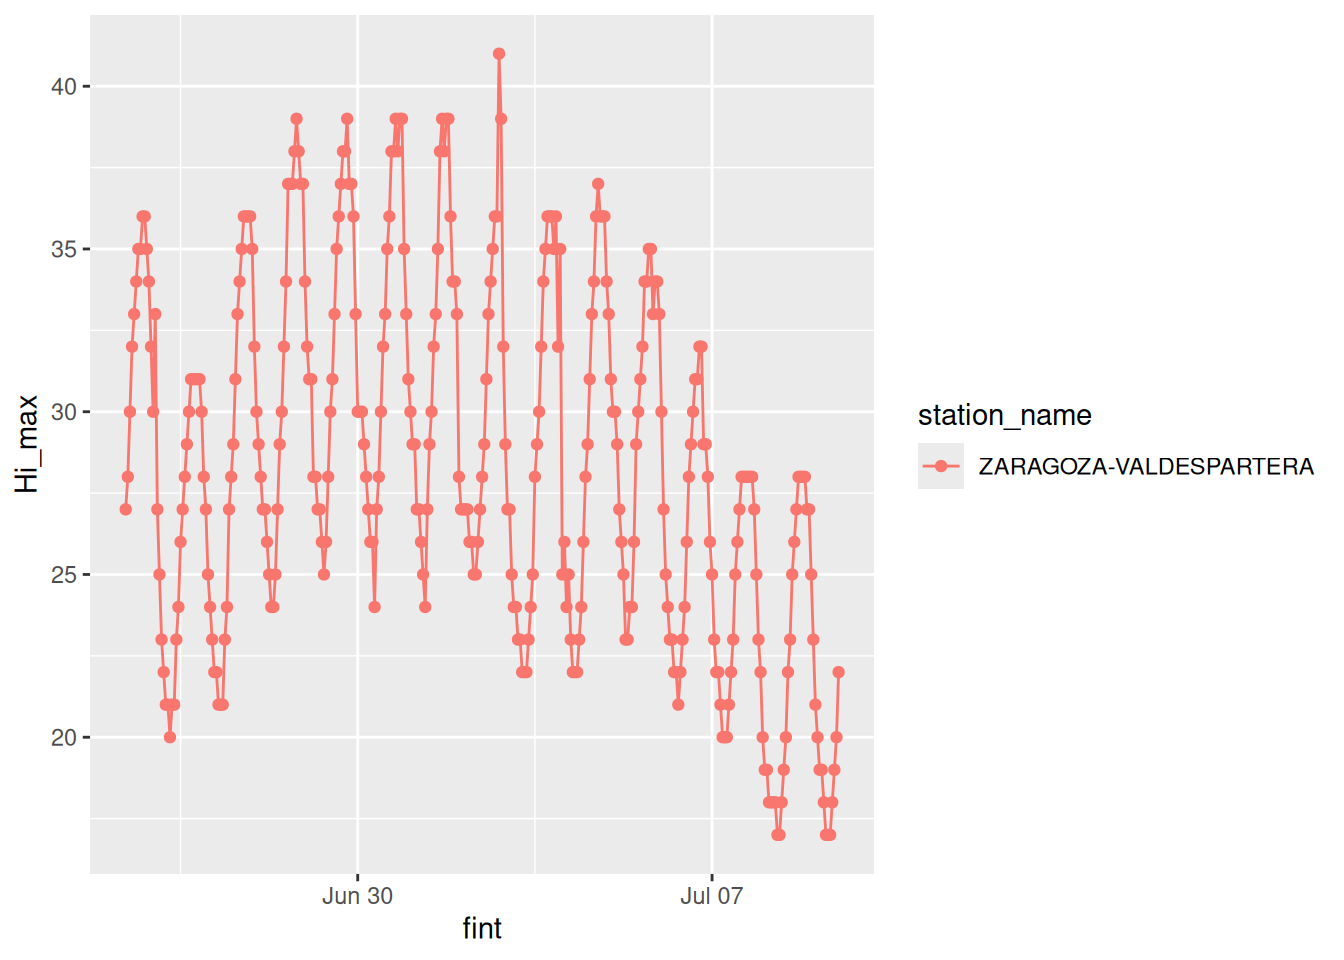 Hi_max
40
35
30
25
20
Jun 30
Jul 07
fint
station_name
ZARAGOZA-VALDESPARTERA